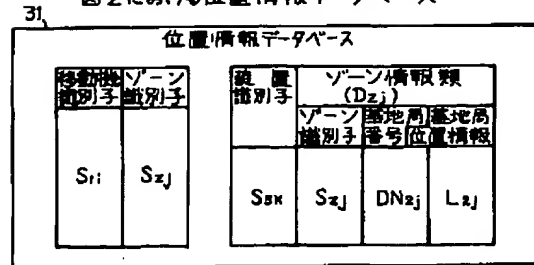 図2における位置情報データベース
31
位置情報データベース
移動機識別子 ゾーン識別子
装置識別子 ゾーン情報類(Dzj)
ゾーン識別子 基地局番号 基地局位置情報
Sti Szj
Ssk Szj DNzj Lzj